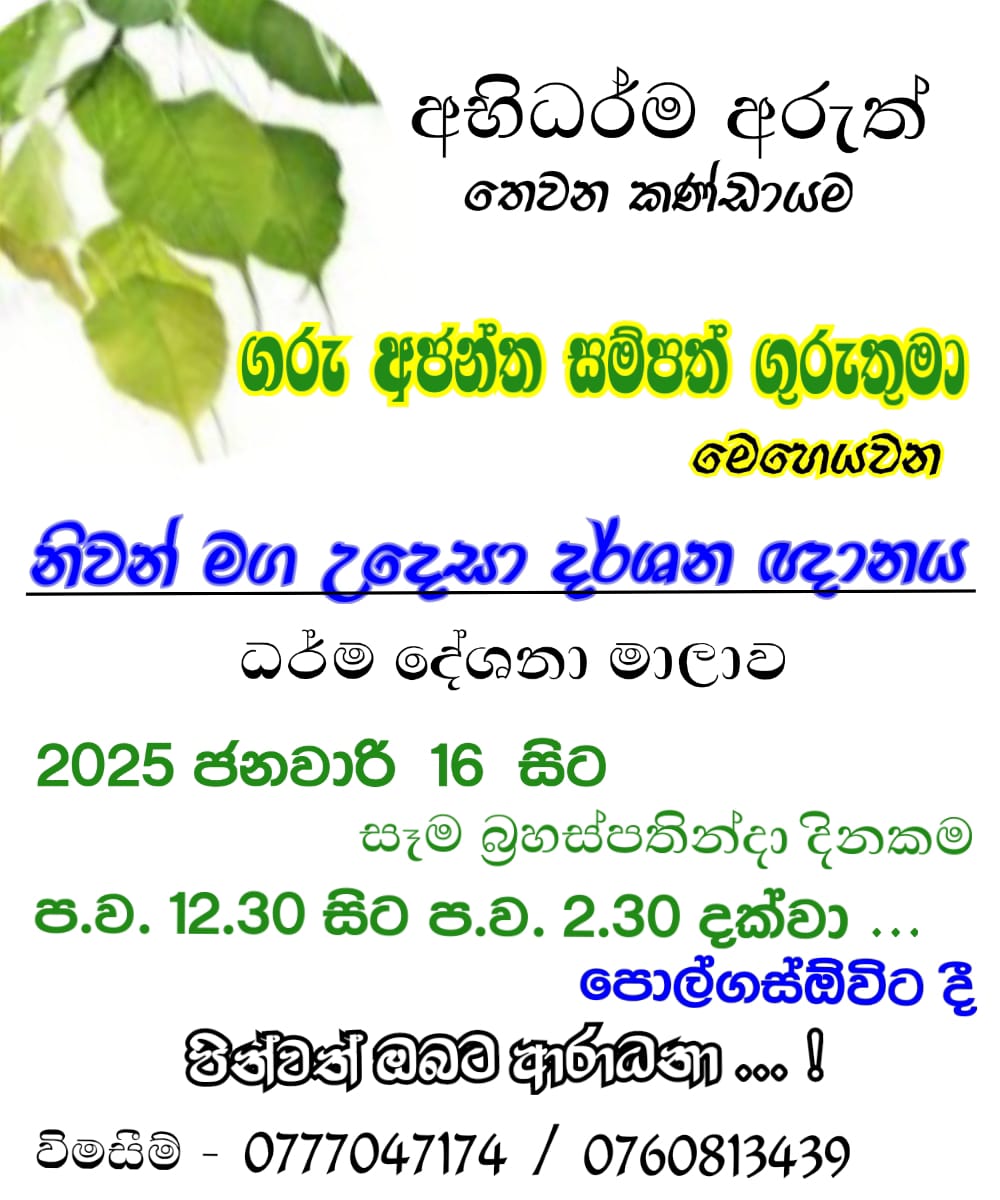 අභිධර්ම අරුත්
තෙවන කණ්ඩායම
ගරු අජන්ත සම්පත් ගුරුතුමා
මෙහෙයවන
නිවන් මග උදෙසා දර්ශන ඥානය
ධර්ම දේශනා මාලාව
2025 ජනවාරි 16 සිට
සෑම බ්‍රහස්පතින්දා දිනකම
ප.ව. 12.30 සිට ප.ව. 2.30 දක්වා ...
පොල්ගස්ඕවිට දී
පින්වත් ඔබට ආරාධනා ... !
විමසීම් - 0777047174 / 0760813439